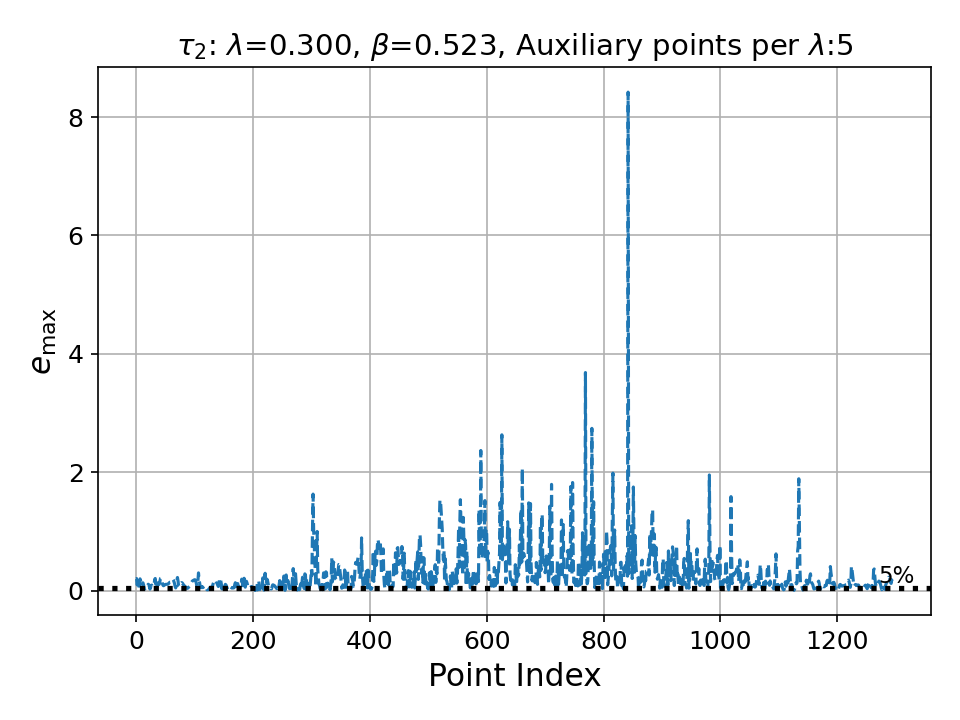 τ₂: λ=0.300, β=0.523, Auxiliary points per λ:5
e_max
8
6
4
2
0
5%
0 200 400 600 800 1000 1200
Point Index